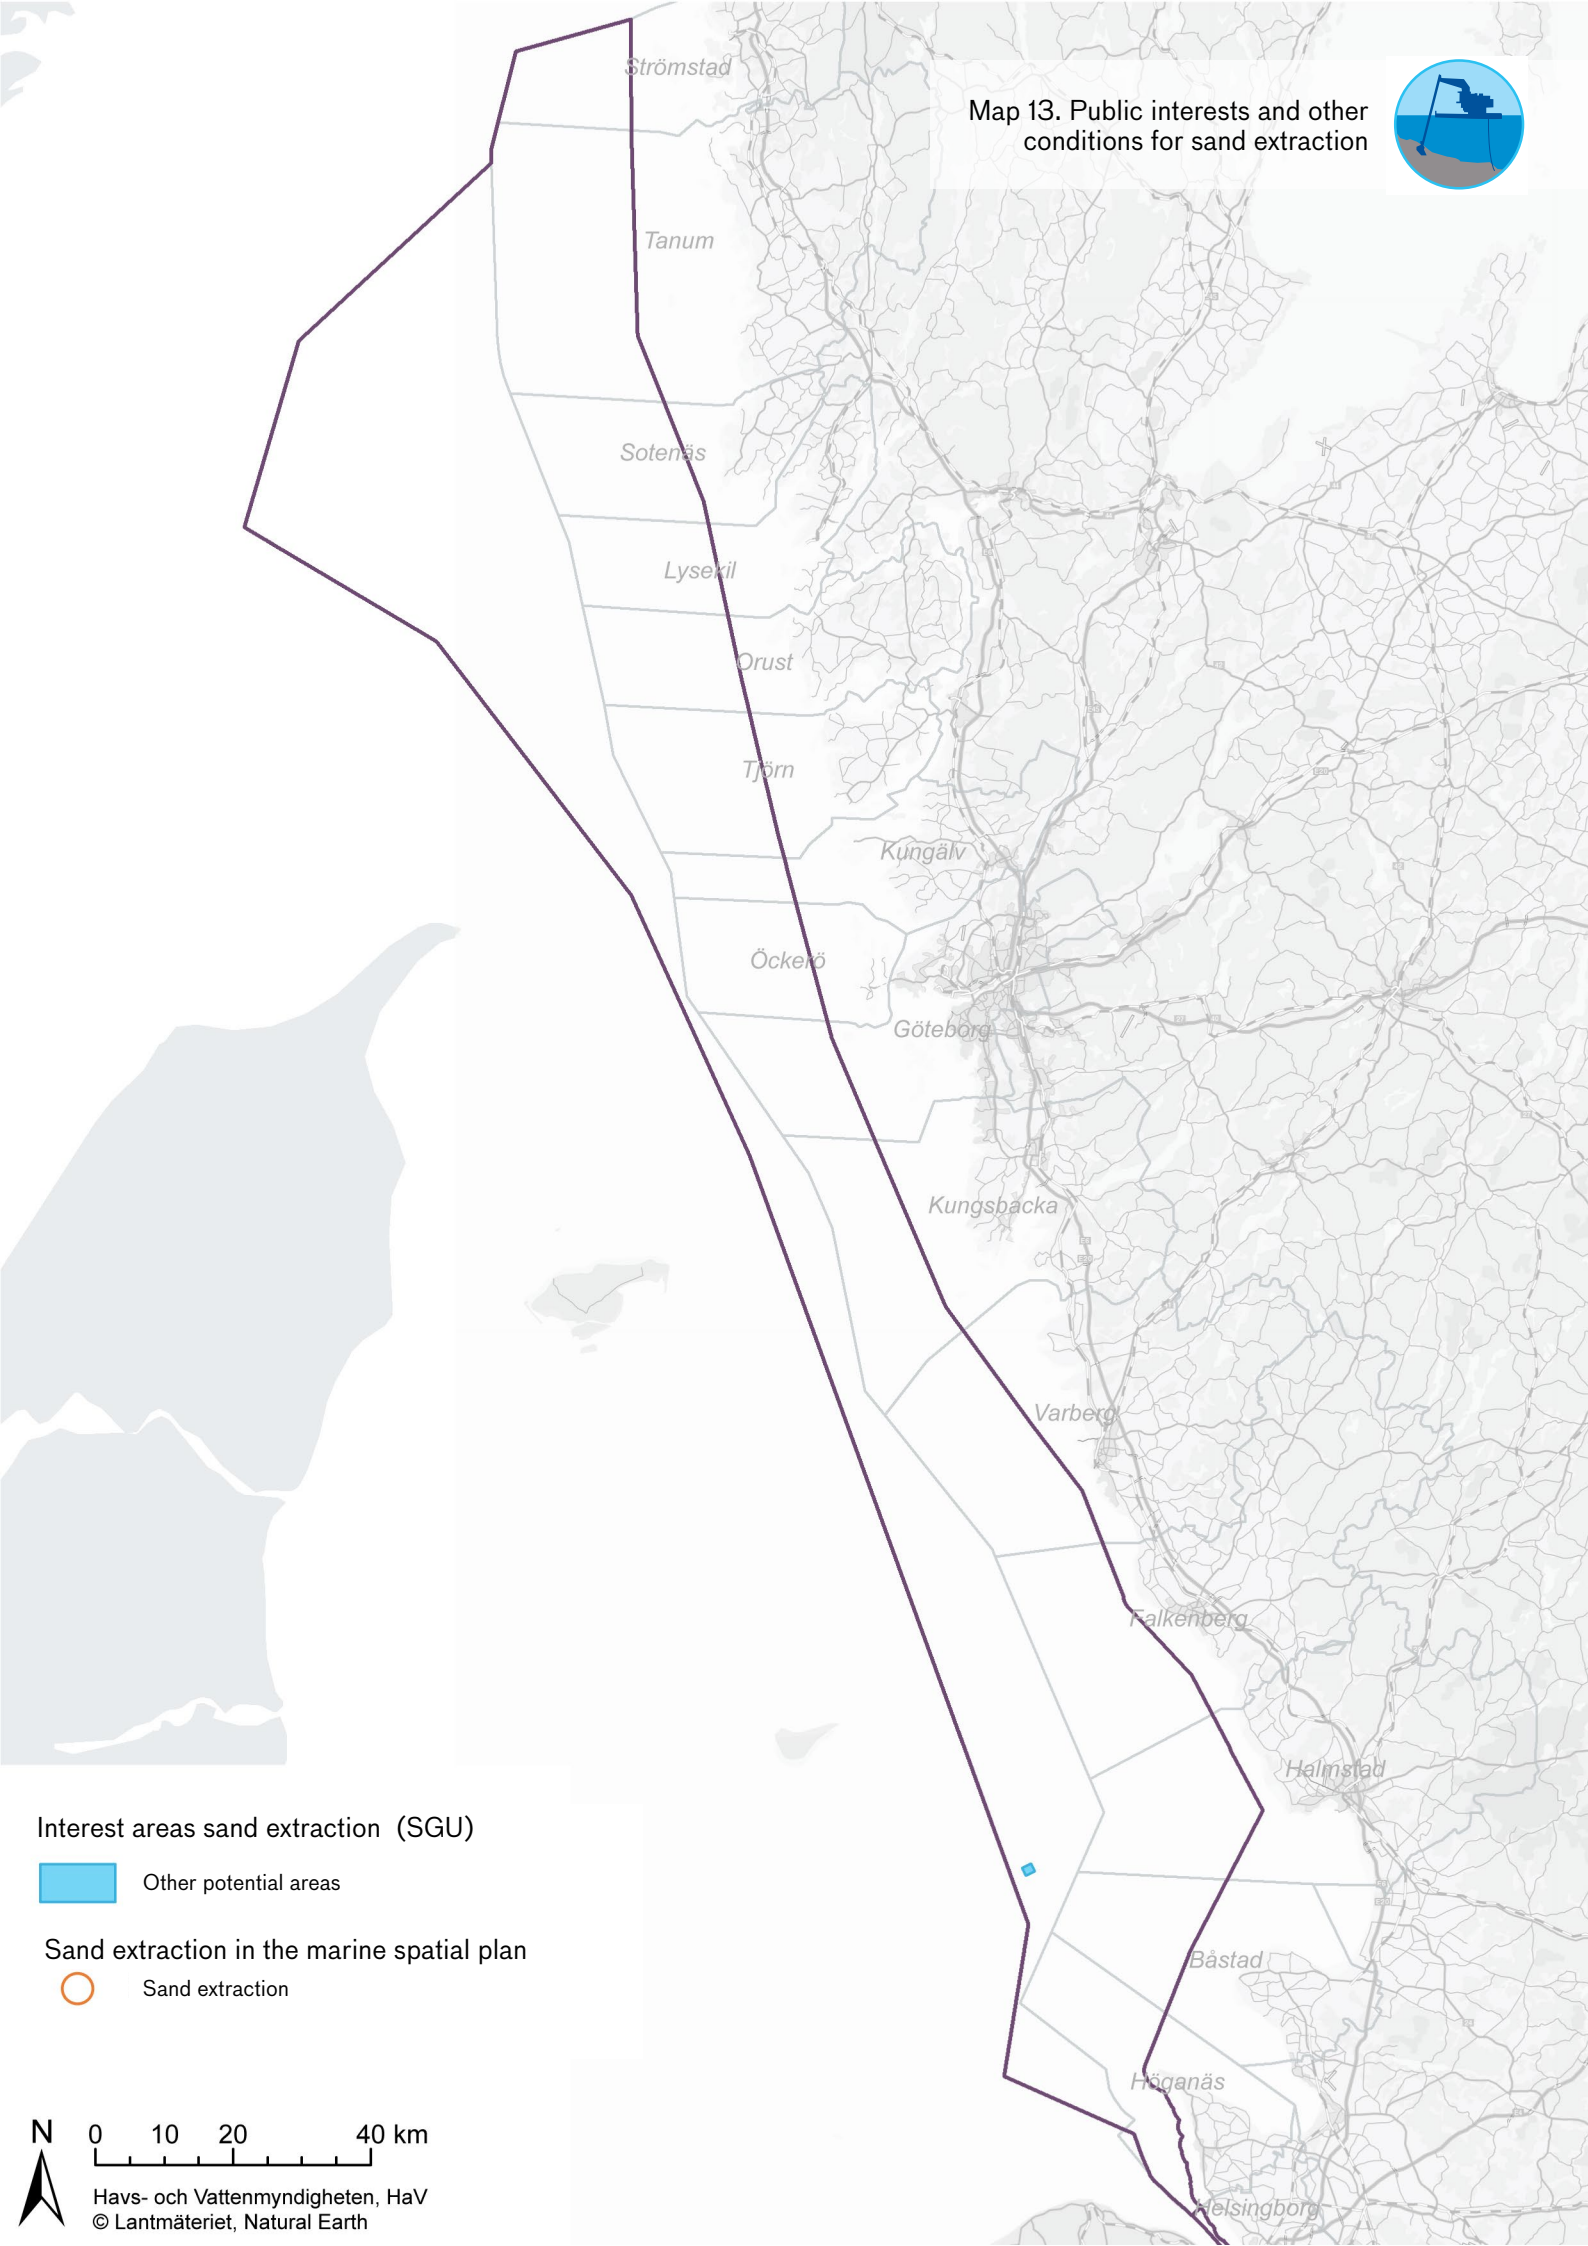 Map 13. Public interests and other
conditions for sand extraction
Strömstad
Tanum
Sotenäs
Lysekil
Orust
Tjörn
Kungälv
Öckerö
Göteborg
Kungsbacka
Varberg
Falkenberg
Halmstad
Båstad
Höganäs
Helsingborg
Interest areas sand extraction (SGU)
Other potential areas
Sand extraction in the marine spatial plan
Sand extraction
N
0 10 20 40 km
Havs- och Vattenmyndigheten, HaV
© Lantmäteriet, Natural Earth